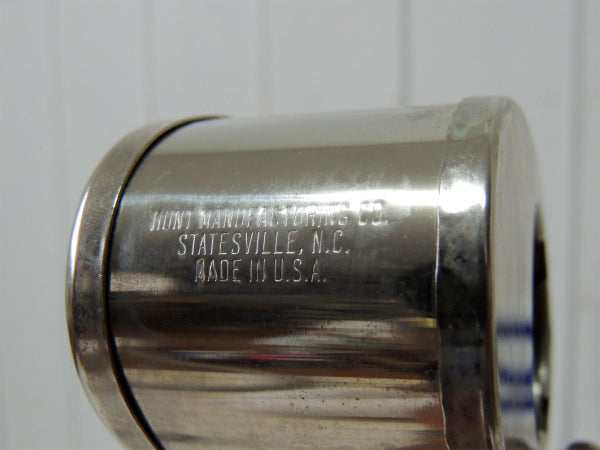 HUNT MANUFACTURING CO.
STATESVILLE, N.C.
MADE IN U.S.A.